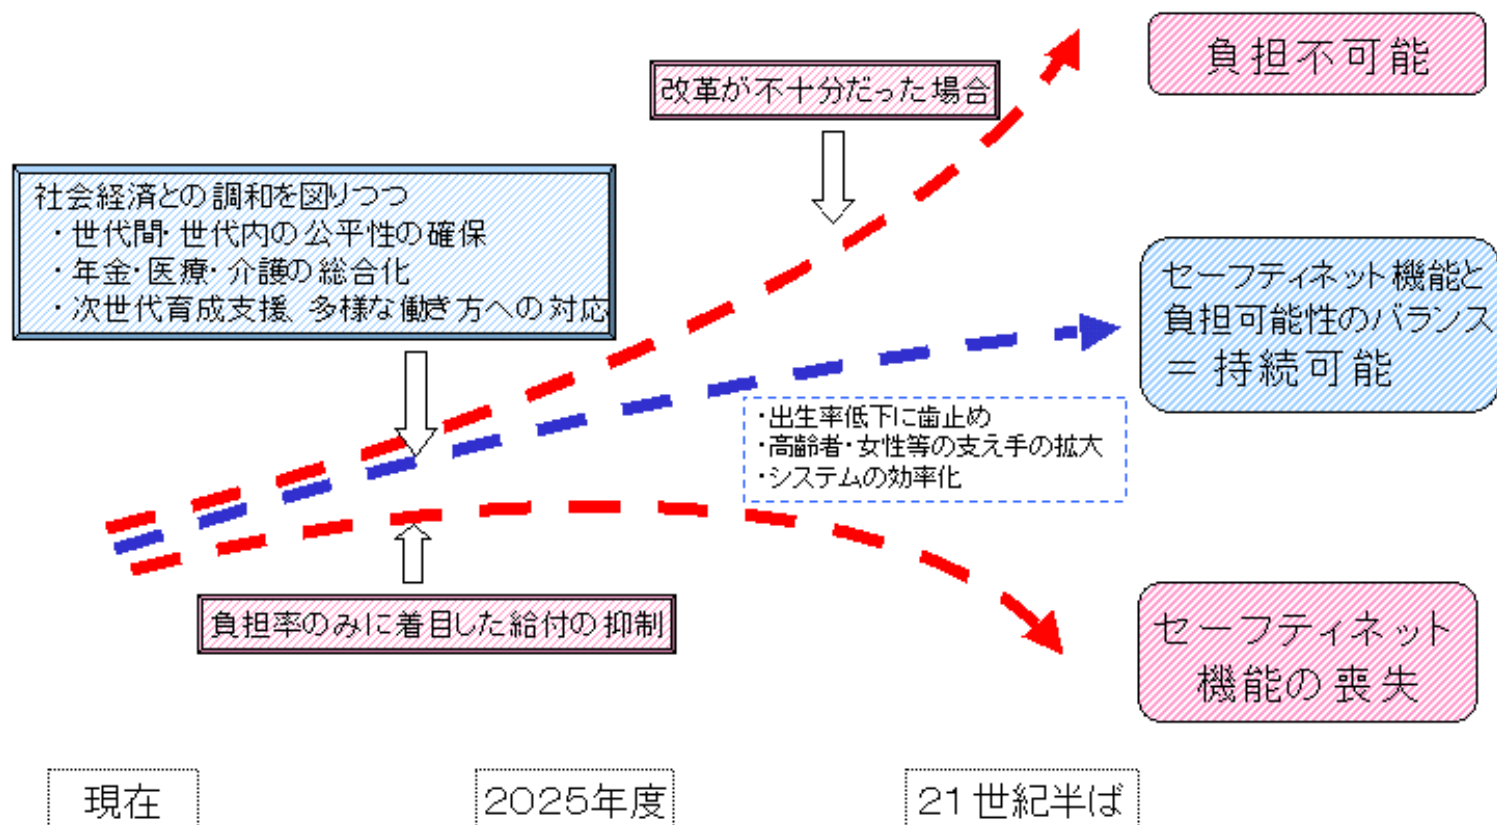 負担不可能
改革が不十分だった場合
社会経済との調和を図りつつ
・世代間・世代内の公平性の確保
・年金・医療・介護の総合化
・次世代育成支援、多様な働き方への対応
セーフティネット機能と
負担可能性のバランス
＝持続可能
・出生率低下に歯止め
・高齢者・女性等の支え手の拡大
・システムの効率化
負担率のみに着目した給付の抑制
セーフティネット
機能の喪失
現在
2025年度
21世紀半ば